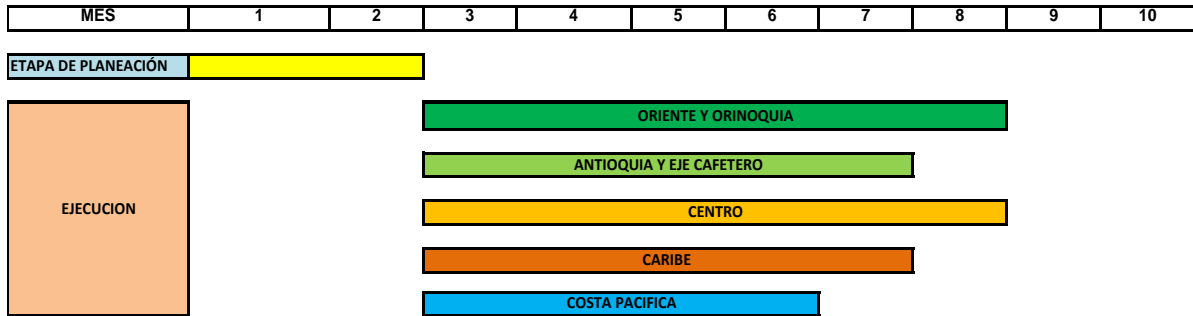 MES 1 2 3 4 5 6 7 8 9 10
ETAPA DE PLANEACIÓN
ORIENTE Y ORINOQUIA
ANTIOQUIA Y EJE CAFETERO
EJECUCION
CENTRO
CARIBE
COSTA PACIFICA